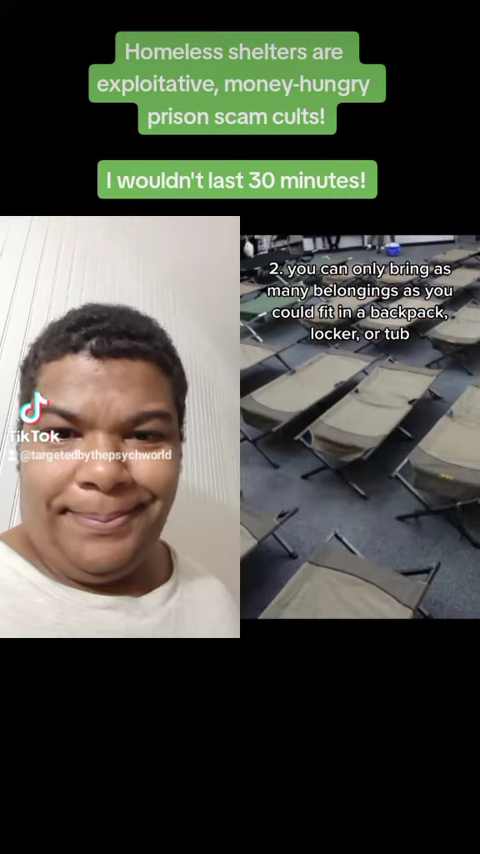 Homeless shelters are
exploitative, money-hungry
prison scam cults!
I wouldn't last 30 minutes!
2. you can only bring as
many belongings as you
could fit in a backpack,
locker, or tub
TikTok
@targetedbythepsychworld